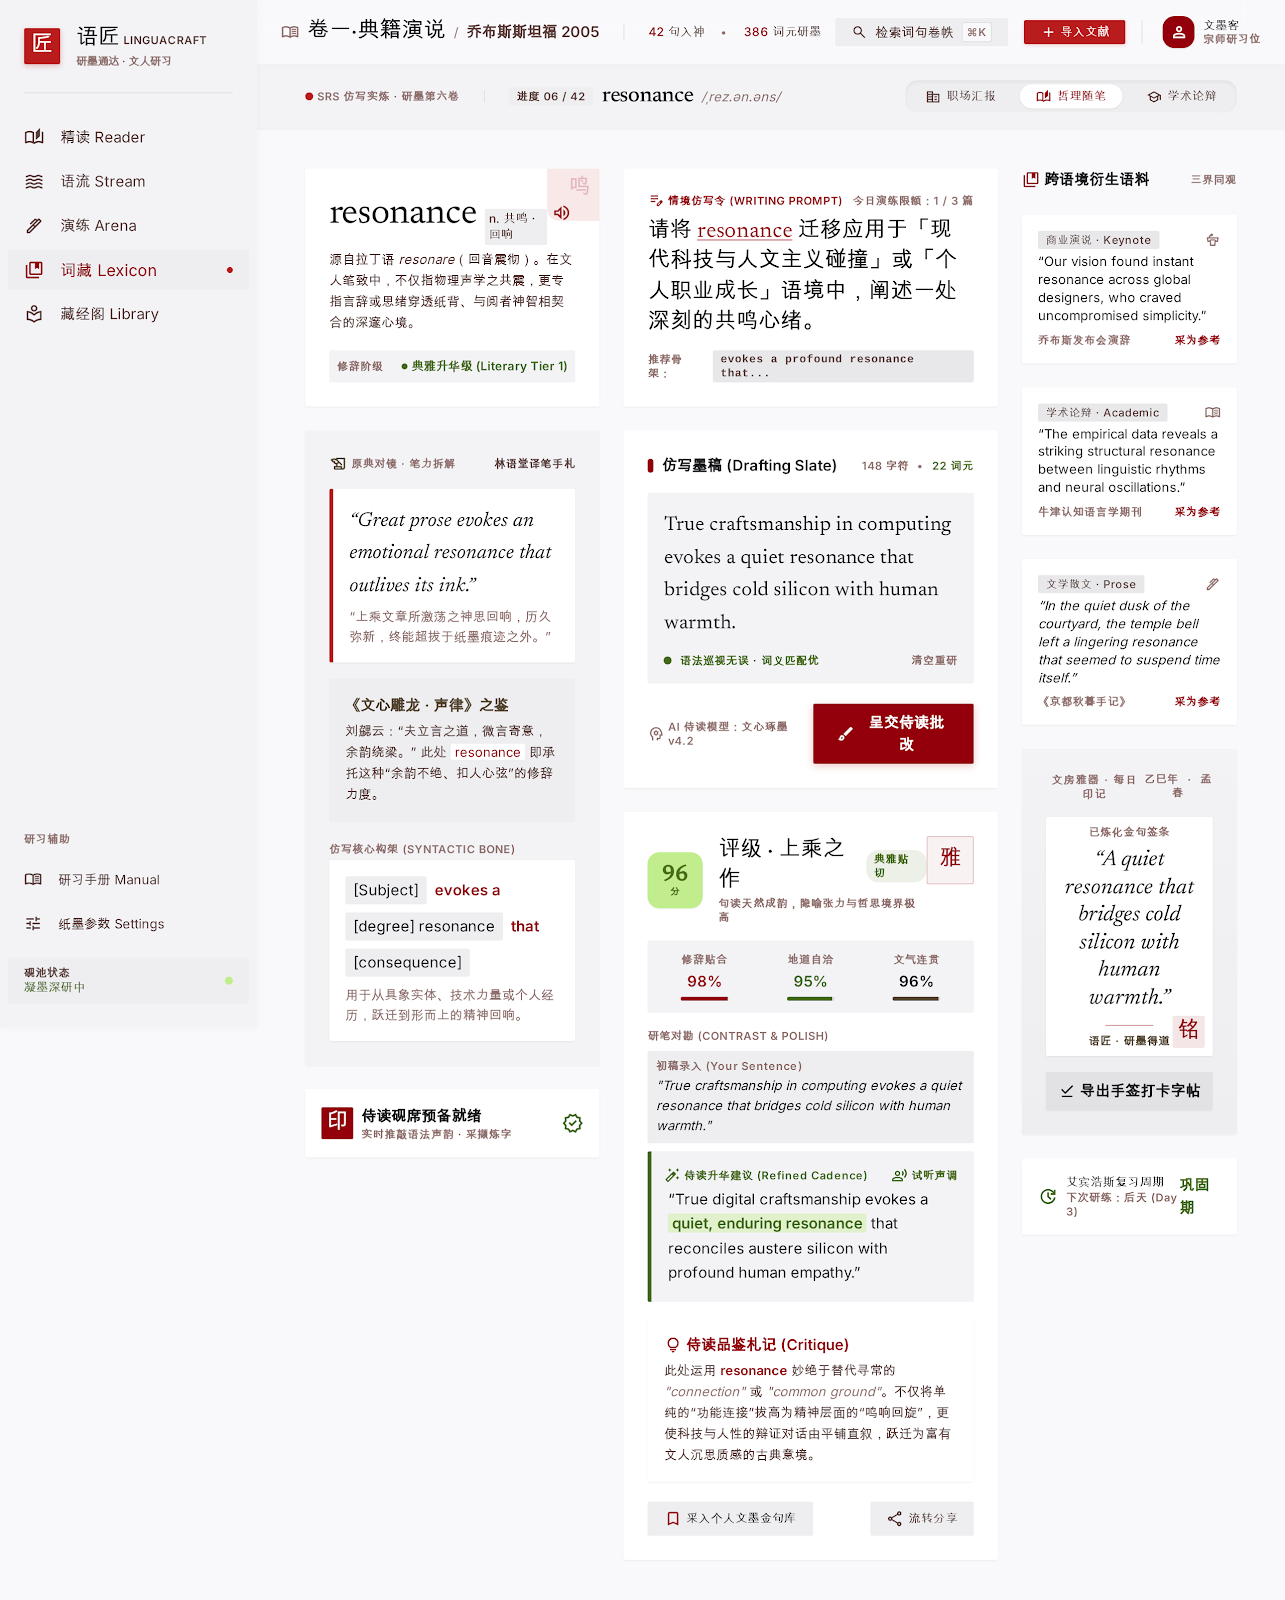 匠
语匠 LINGUACRAFT
研墨通达 · 文人研习
精读 Reader
语流 Stream
演练 Arena
词藏 Lexicon
藏经阁 Library
研习辅助
研习手册 Manual
纸墨参数 Settings
砚池状态
凝墨深研中
卷一·典籍演说 / 乔布斯斯坦福 2005
42 句入神 • 386 词元研墨
检索词句卷帙 ⌘K
导入文献
文墨客
宗师研习位
SRS 仿写实炼 · 研墨第六卷
进度 06 / 42 resonance /ˌrez.ən.əns/
职场汇报
哲理随笔
学术论辩
resonance
n. 共鸣 ·
回响
鸣
源自拉丁语 resonare（回音震彻）。在文
人笔致中，不仅指物理声学之共震，更专
指言辞或思绪穿透纸背、与阅者神智相契
合的深邃心境。
修辞阶级 • 典雅升华级 (Literary Tier 1)
原典对镜 · 笔力拆解 林语堂译笔手札
“Great prose evokes an
emotional resonance that
outlives its ink.”
“上乘文章所激荡之神思回响，历久
弥新，终能超拔于纸墨痕迹之外。”
《文心雕龙 · 声律》之鉴
刘勰云：“夫立言之道，微言寄意，
余韵绕梁。” 此处 resonance 即承
托这种“余韵不绝、扣人心弦”的修辞
力度。
仿写核心构架 (SYNTACTIC BONE)
[Subject] evokes a
[degree] resonance that
[consequence]
用于从具象实体、技术力量或个人经
历，跃迁到形而上的精神回响。
印
侍读砚席预备就绪
实时推敲语法声韵 · 采撷炼字
情境仿写令 (WRITING PROMPT) 今日演练限额：1 / 3 篇
请将 resonance 迁移应用于「现
代科技与人文主义碰撞」或「个
人职业成长」语境中，阐述一处
深刻的共鸣心绪。
推荐骨
架：
evokes a profound resonance
that...
仿写墨稿 (Drafting Slate) 148 字符 • 22 词元
True craftsmanship in computing
evokes a quiet resonance that
bridges cold silicon with human
warmth.
语法巡视无误 · 词义匹配优 清空重研
AI 侍读模型：文心琢墨
v4.2
呈交侍读批
改
96
分
评级 · 上乘之
作
典雅贴
切
雅
句读天然成韵，隐喻张力与哲思境界极
高
修辞贴合 地道自洽 文气连贯
98% 95% 96%
研笔对勘 (CONTRAST & POLISH)
初稿录入 (Your Sentence)
"True craftsmanship in computing evokes a quiet
resonance that bridges cold silicon with human
warmth."
侍读升华建议 (Refined Cadence) 试听声调
“True digital craftsmanship evokes a
quiet, enduring resonance that
reconciles austere silicon with
profound human empathy.”
侍读品鉴札记 (Critique)
此处运用 resonance 妙绝于替代寻常的
"connection" 或 "common ground"。不仅将单
纯的“功能连接”拔高为精神层面的“鸣响回旋”，更
使科技与人性的辩证对话由平铺直叙，跃迁为富有
文人沉思质感的古典意境。
采入个人文墨金句库
流转分享
跨语境衍生语料 三界同观
商业演说 · Keynote
“Our vision found instant
resonance across global
designers, who craved
uncompromised simplicity.”
乔布斯发布会演辞 采为参考
学术论辩 · Academic
“The empirical data reveals a
striking structural resonance
between linguistic rhythms
and neural oscillations.”
牛津认知语言学期刊 采为参考
文学散文 · Prose
“In the quiet dusk of the
courtyard, the temple bell
left a lingering resonance
that seemed to suspend time
itself.”
《京都秋暮手记》 采为参考
文房雅器 · 每日
印记
乙巳年 · 孟
春
已炼化金句签条
“A quiet
resonance that
bridges cold
silicon with
human
warmth.”
语匠 · 研墨得道
铭
导出手签打卡字帖
艾宾浩斯复习周期
下次研练：后天 (Day
3)
巩固
期